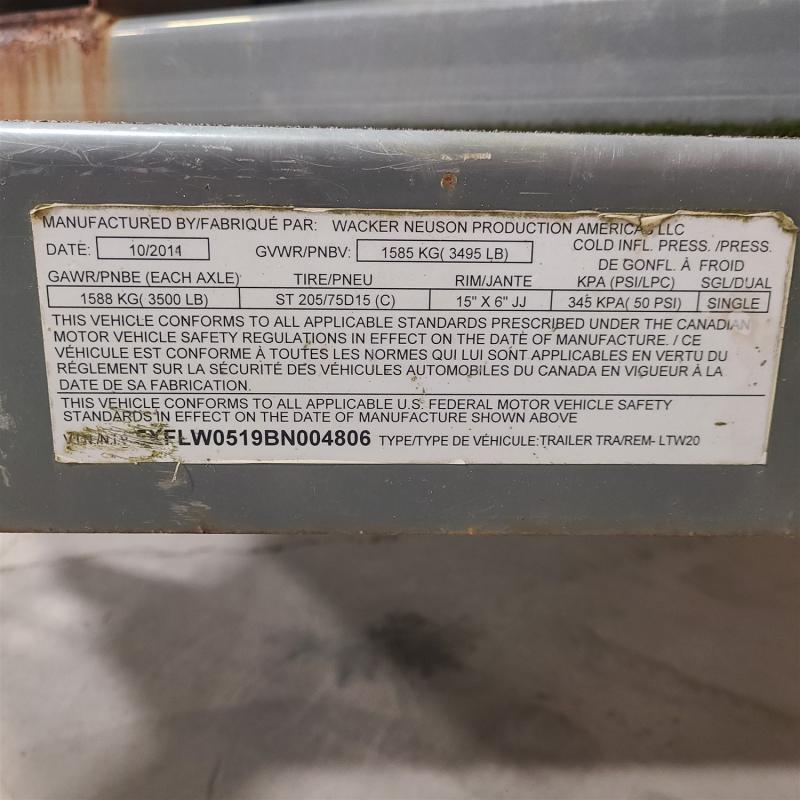 MANUFACTURED BY/FABRIQUÉ PAR: WACKER NEUSON PRODUCTION AMERICAS LLC
DATE: 10/2014 GVWR/PNBV: 1585 KG( 3495 LB) COLD INFL. PRESS. /PRESS.
DE GONFL. À FROID
GAWR/PNBE (EACH AXLE) TIRE/PNEU RIM/JANTE KPA (PSI/LPC) SGL/DUAL
1588 KG( 3500 LB) ST 205/75D15 (C) 15" X 6" JJ 345 KPA( 50 PSI) SINGLE
THIS VEHICLE CONFORMS TO ALL APPLICABLE STANDARDS PRESCRIBED UNDER THE CANADIAN
MOTOR VEHICLE SAFETY REGULATIONS IN EFFECT ON THE DATE OF MANUFACTURE. / CE
VÉHICULE EST CONFORME À TOUTES LES NORMES QUI LUI SONT APPLICABLES EN VERTU DU
RÉGLEMENT SUR LA SÉCURITÉ DES VÉHICULES AUTOMOBILES DU CANADA EN VIGUEUR À LA
DATE DE SA FABRICATION.
THIS VEHICLE CONFORMS TO ALL APPLICABLE U.S. FEDERAL MOTOR VEHICLE SAFETY
STANDARDS IN EFFECT ON THE DATE OF MANUFACTURE SHOWN ABOVE
TYPE/TYPE DE VÉHICULE: TRAILER TRA/REM- LTW20